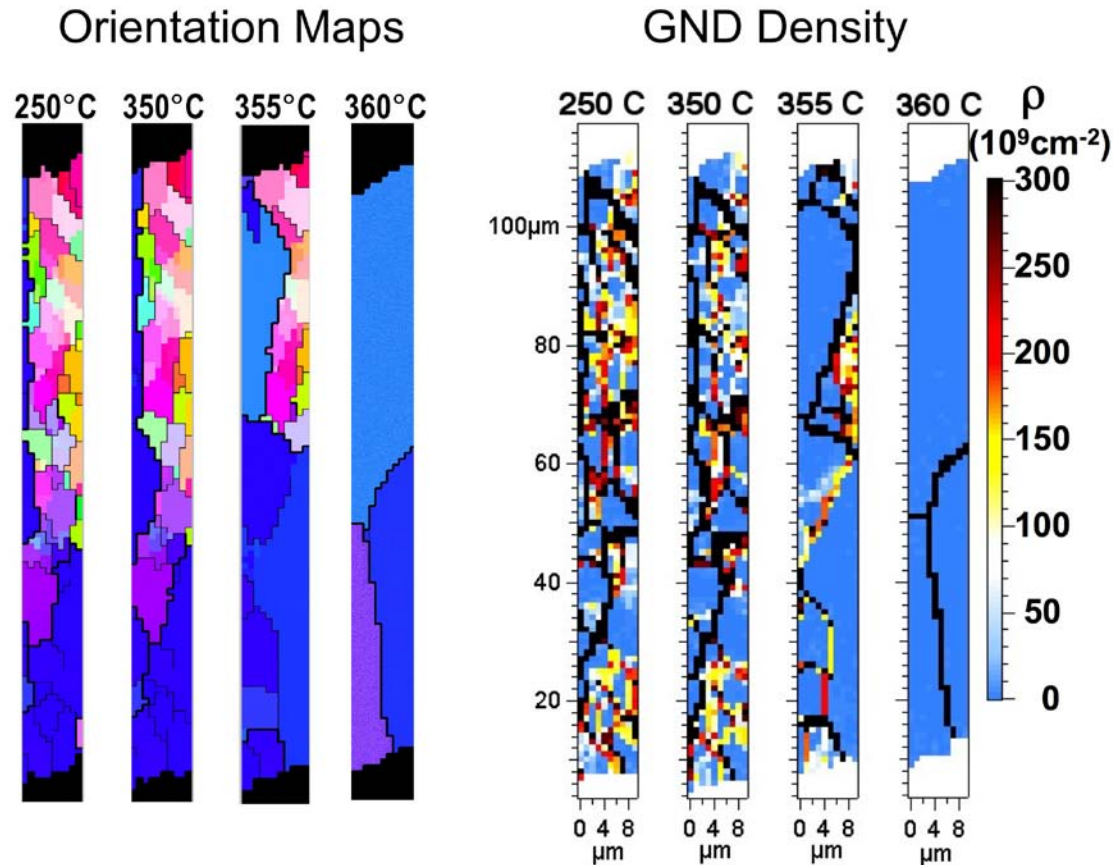 Orientation Maps
GND Density
250°C 350°C 355°C 360°C
250 C 350 C 355 C 360 C
ρ
(10⁹cm⁻²)
300
250
200
150
100
50
0
100µm
80
60
40
20
0 4 8 0 4 8 0 4 8 0 4 8
µm µm µm µm